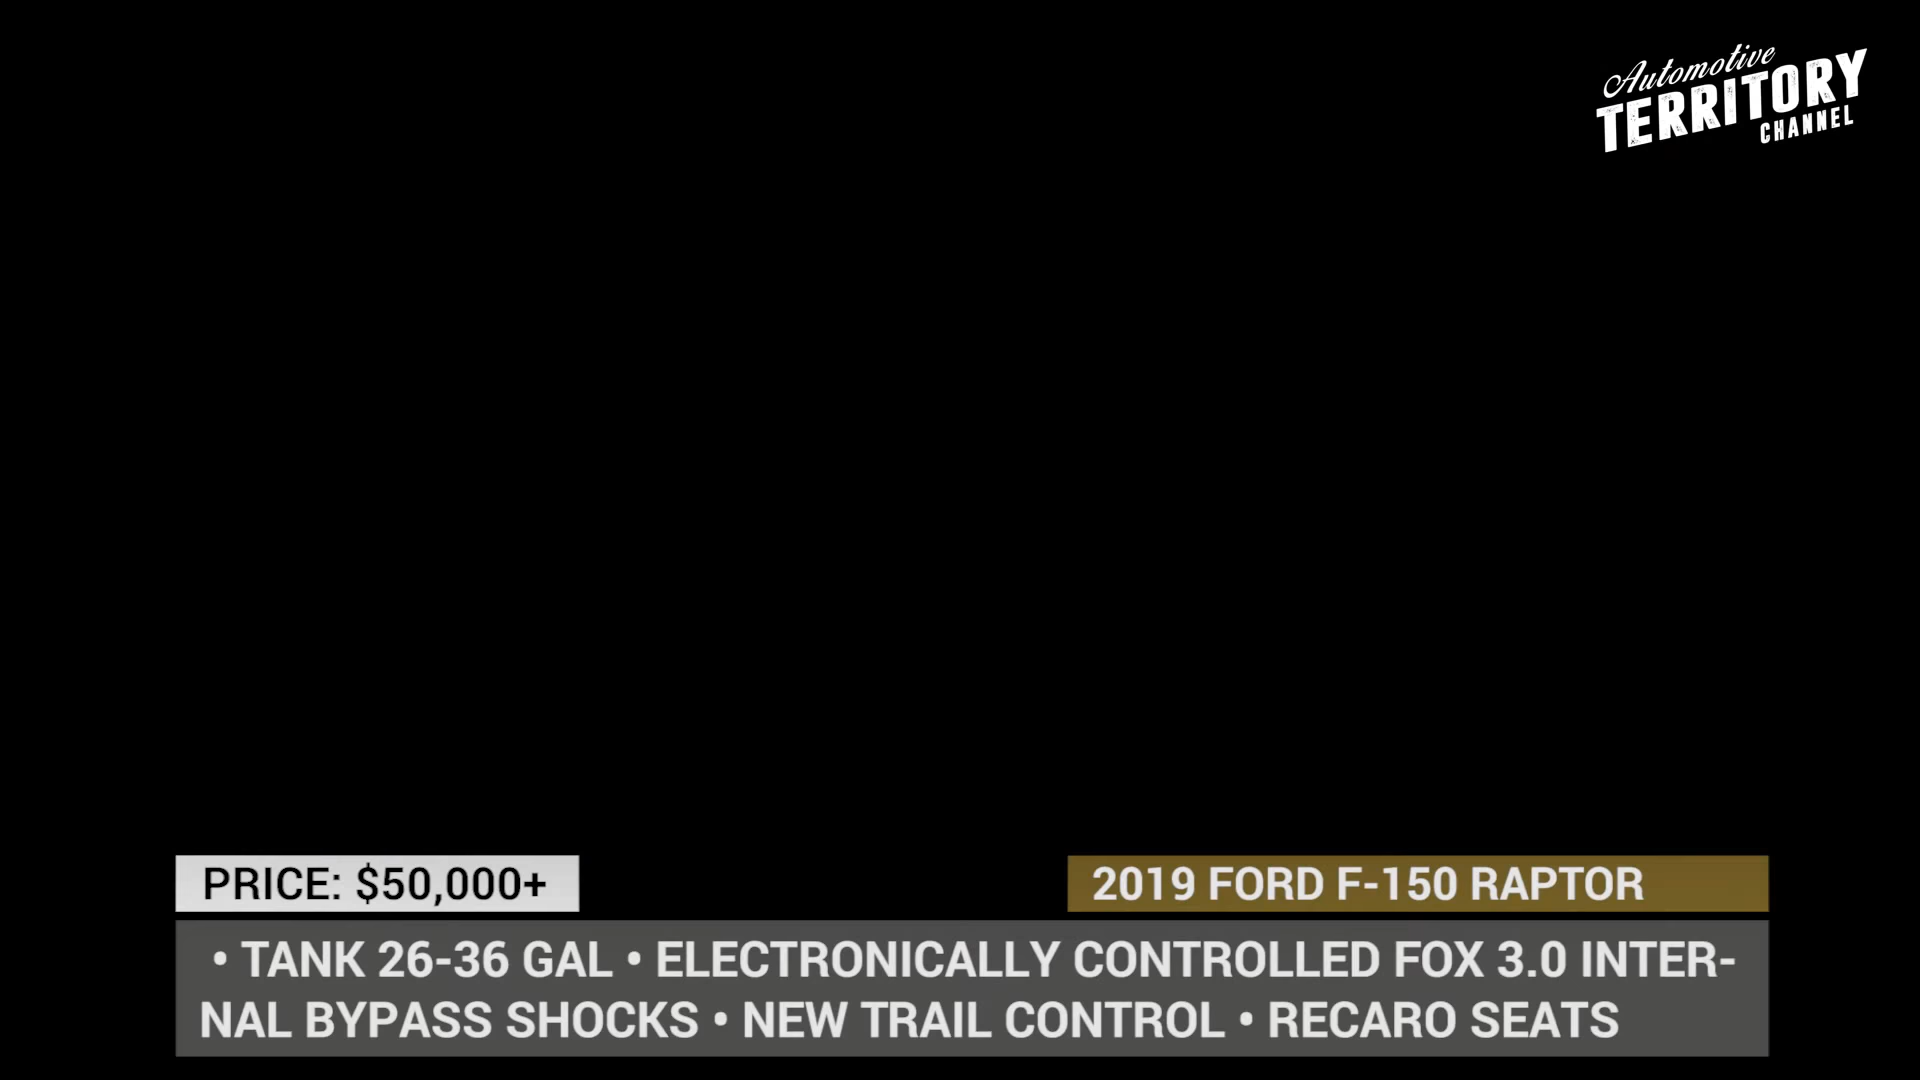 Automotive
TERRITORY
CHANNEL
PRICE: $50,000+
2019 FORD F-150 RAPTOR
• TANK 26-36 GAL • ELECTRONICALLY CONTROLLED FOX 3.0 INTER-
NAL BYPASS SHOCKS • NEW TRAIL CONTROL • RECARO SEATS